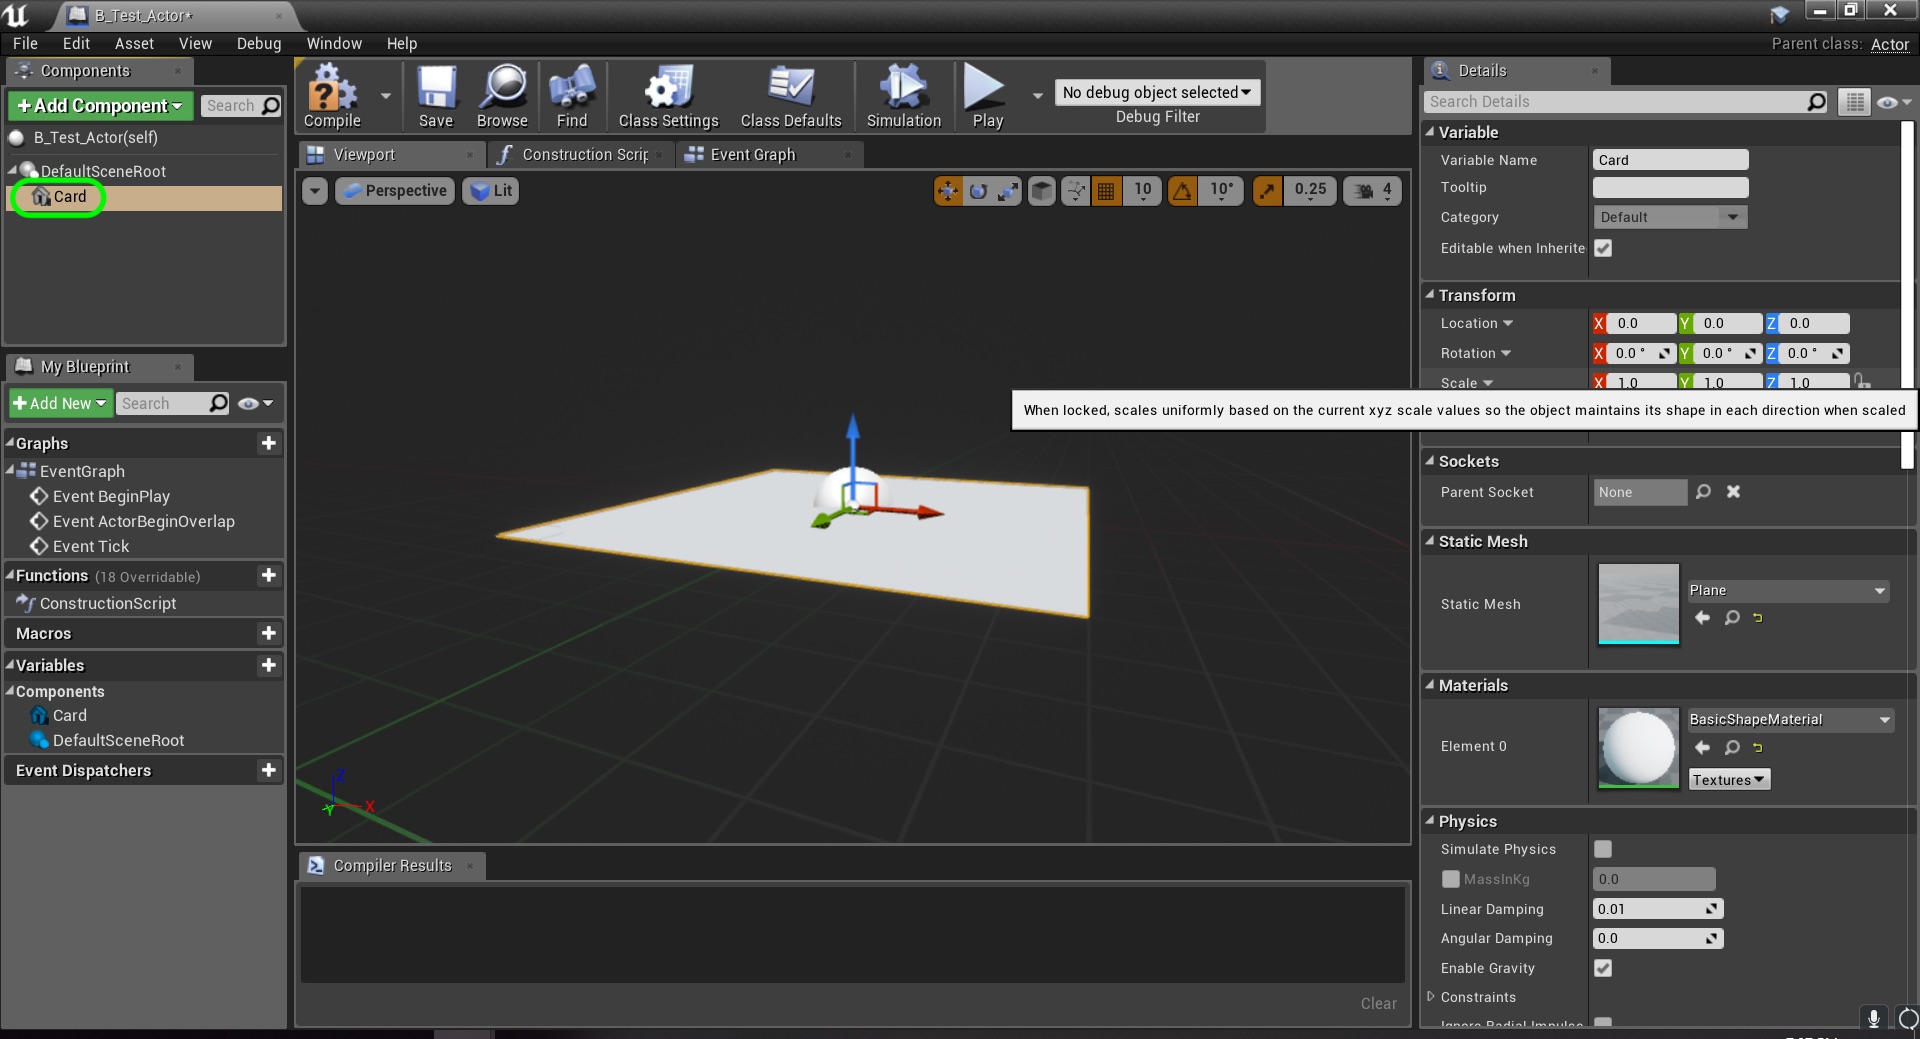 B_Test_Actor*
File Edit Asset View Debug Window Help
Parent class: Actor
Components
+Add Component
Search
B_Test_Actor(self)
DefaultSceneRoot
Card
My Blueprint
+Add New
Search
Graphs
EventGraph
Event BeginPlay
Event ActorBeginOverlap
Event Tick
Functions (18 Overridable)
ConstructionScript
Macros
Variables
Components
Card
DefaultSceneRoot
Event Dispatchers
Compile
Save
Browse
Find
Class Settings
Class Defaults
Simulation
Play
No debug object selected
Debug Filter
Viewport
Construction Scrip
Event Graph
Perspective
Lit
10
10°
0.25
4
Z
X
Y
Compiler Results
Clear
Details
Search Details
Variable
Variable Name Card
Tooltip
Category Default
Editable when Inherite
Transform
Location X 0.0 Y 0.0 Z 0.0
Rotation X 0.0 ° Y 0.0 ° Z 0.0 °
Scale X 1.0 Y 1.0 Z 1.0
When locked, scales uniformly based on the current xyz scale values so the object maintains its shape in each direction when scaled
Sockets
Parent Socket None
Static Mesh
Static Mesh Plane
Materials
Element 0 BasicShapeMaterial
Textures
Physics
Simulate Physics
MassInKg 0.0
Linear Damping 0.01
Angular Damping 0.0
Enable Gravity
Constraints
Ignore Radial Impulse